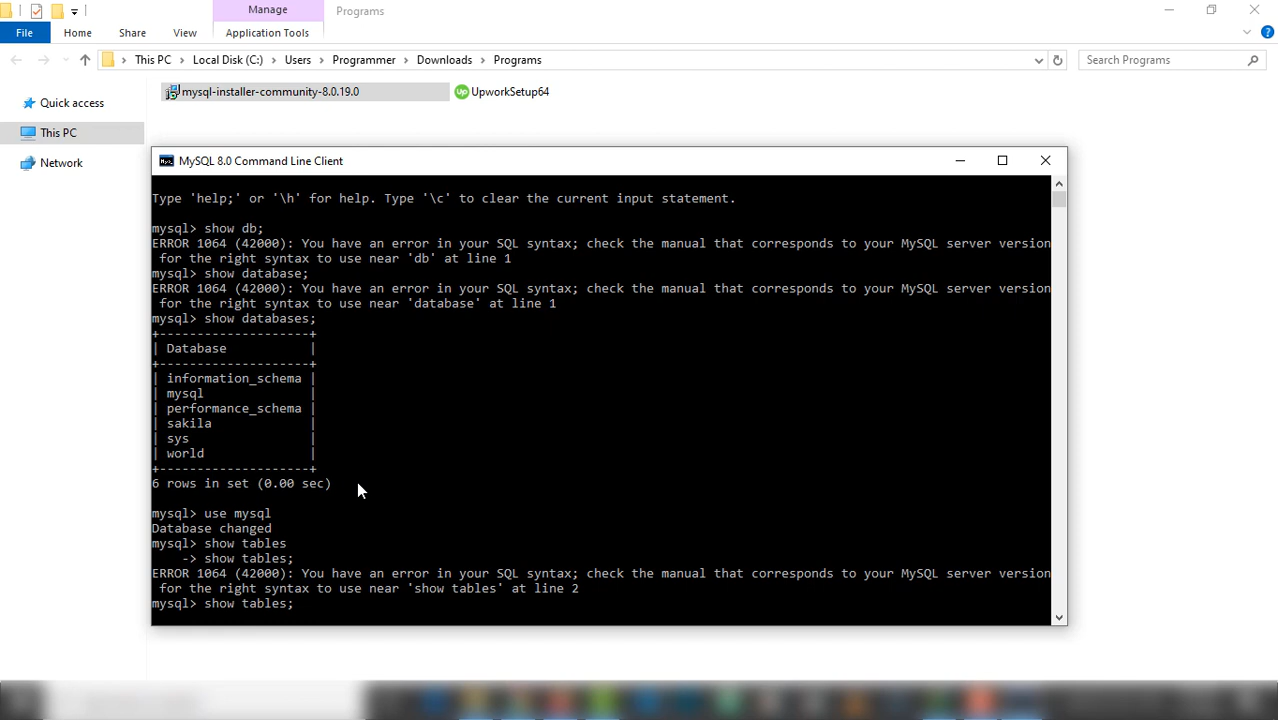 Manage
Programs
File
Home
Share
View
Application Tools
This PC
Local Disk (C:)
Users
Programmer
Downloads
Programs
Search Programs
mysql-installer-community-8.0.19.0
Up
UpworkSetup64
Quick access
This PC
Network
MySQL 8.0 Command Line Client
Type 'help;' or '\h' for help. Type '\c' to clear the current input statement.
mysql> show db;
ERROR 1064 (42000): You have an error in your SQL syntax; check the manual that corresponds to your MySQL server version
for the right syntax to use near 'db' at line 1
mysql> show database;
ERROR 1064 (42000): You have an error in your SQL syntax; check the manual that corresponds to your MySQL server version
for the right syntax to use near 'database' at line 1
mysql> show databases;
+--------------------+
| Database           |
+--------------------+
| information_schema |
| mysql              |
| performance_schema |
| sakila             |
| sys                |
| world              |
+--------------------+
6 rows in set (0.00 sec)
mysql> use mysql
Database changed
mysql> show tables
    -> show tables;
ERROR 1064 (42000): You have an error in your SQL syntax; check the manual that corresponds to your MySQL server version
for the right syntax to use near 'show tables' at line 2
mysql> show tables;